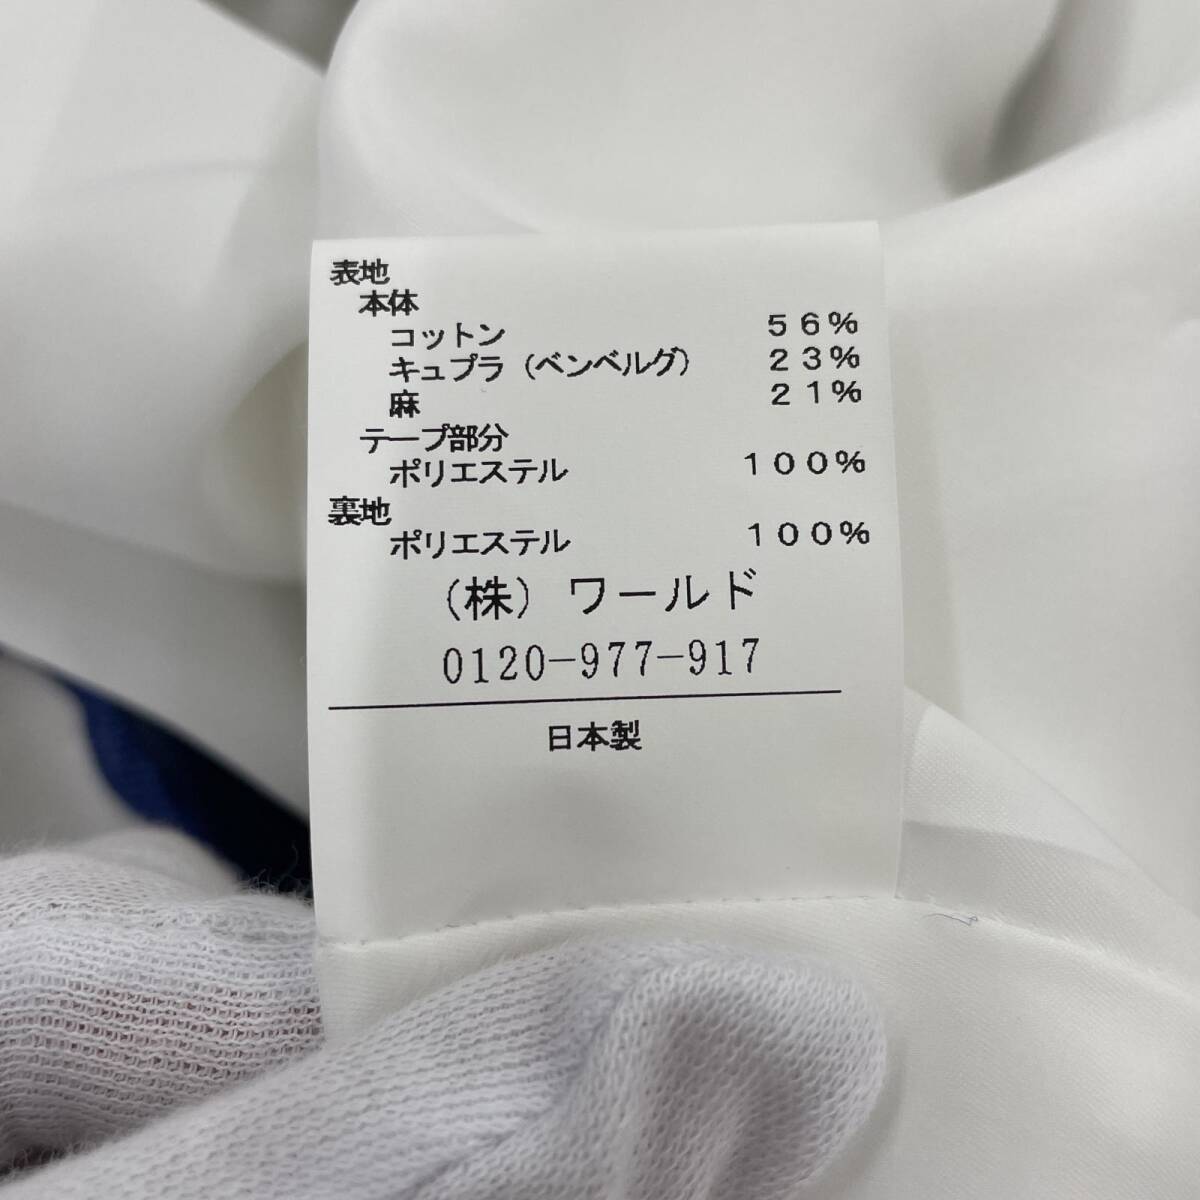 表地
本体
コットン 56%
キュプラ（ベンベルグ） 23%
麻 21%
テープ部分
ポリエステル 100%
裏地
ポリエステル 100%
（株）ワールド
0120-977-917
日本製